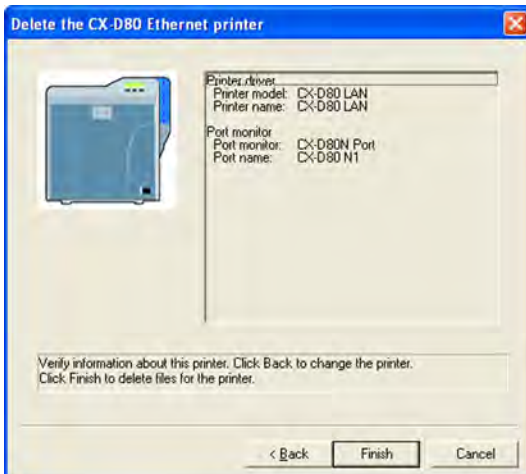 Delete the CX-D80 Ethernet printer
Printer driver
Printer model: CX-D80 LAN
Printer name: CX-D80 LAN
Port monitor
Port monitor: CX-D80N Port
Port name: CX-D80 N1
Verify information about this printer. Click Back to change the printer.
Click Finish to delete files for the printer.
< Back Finish Cancel